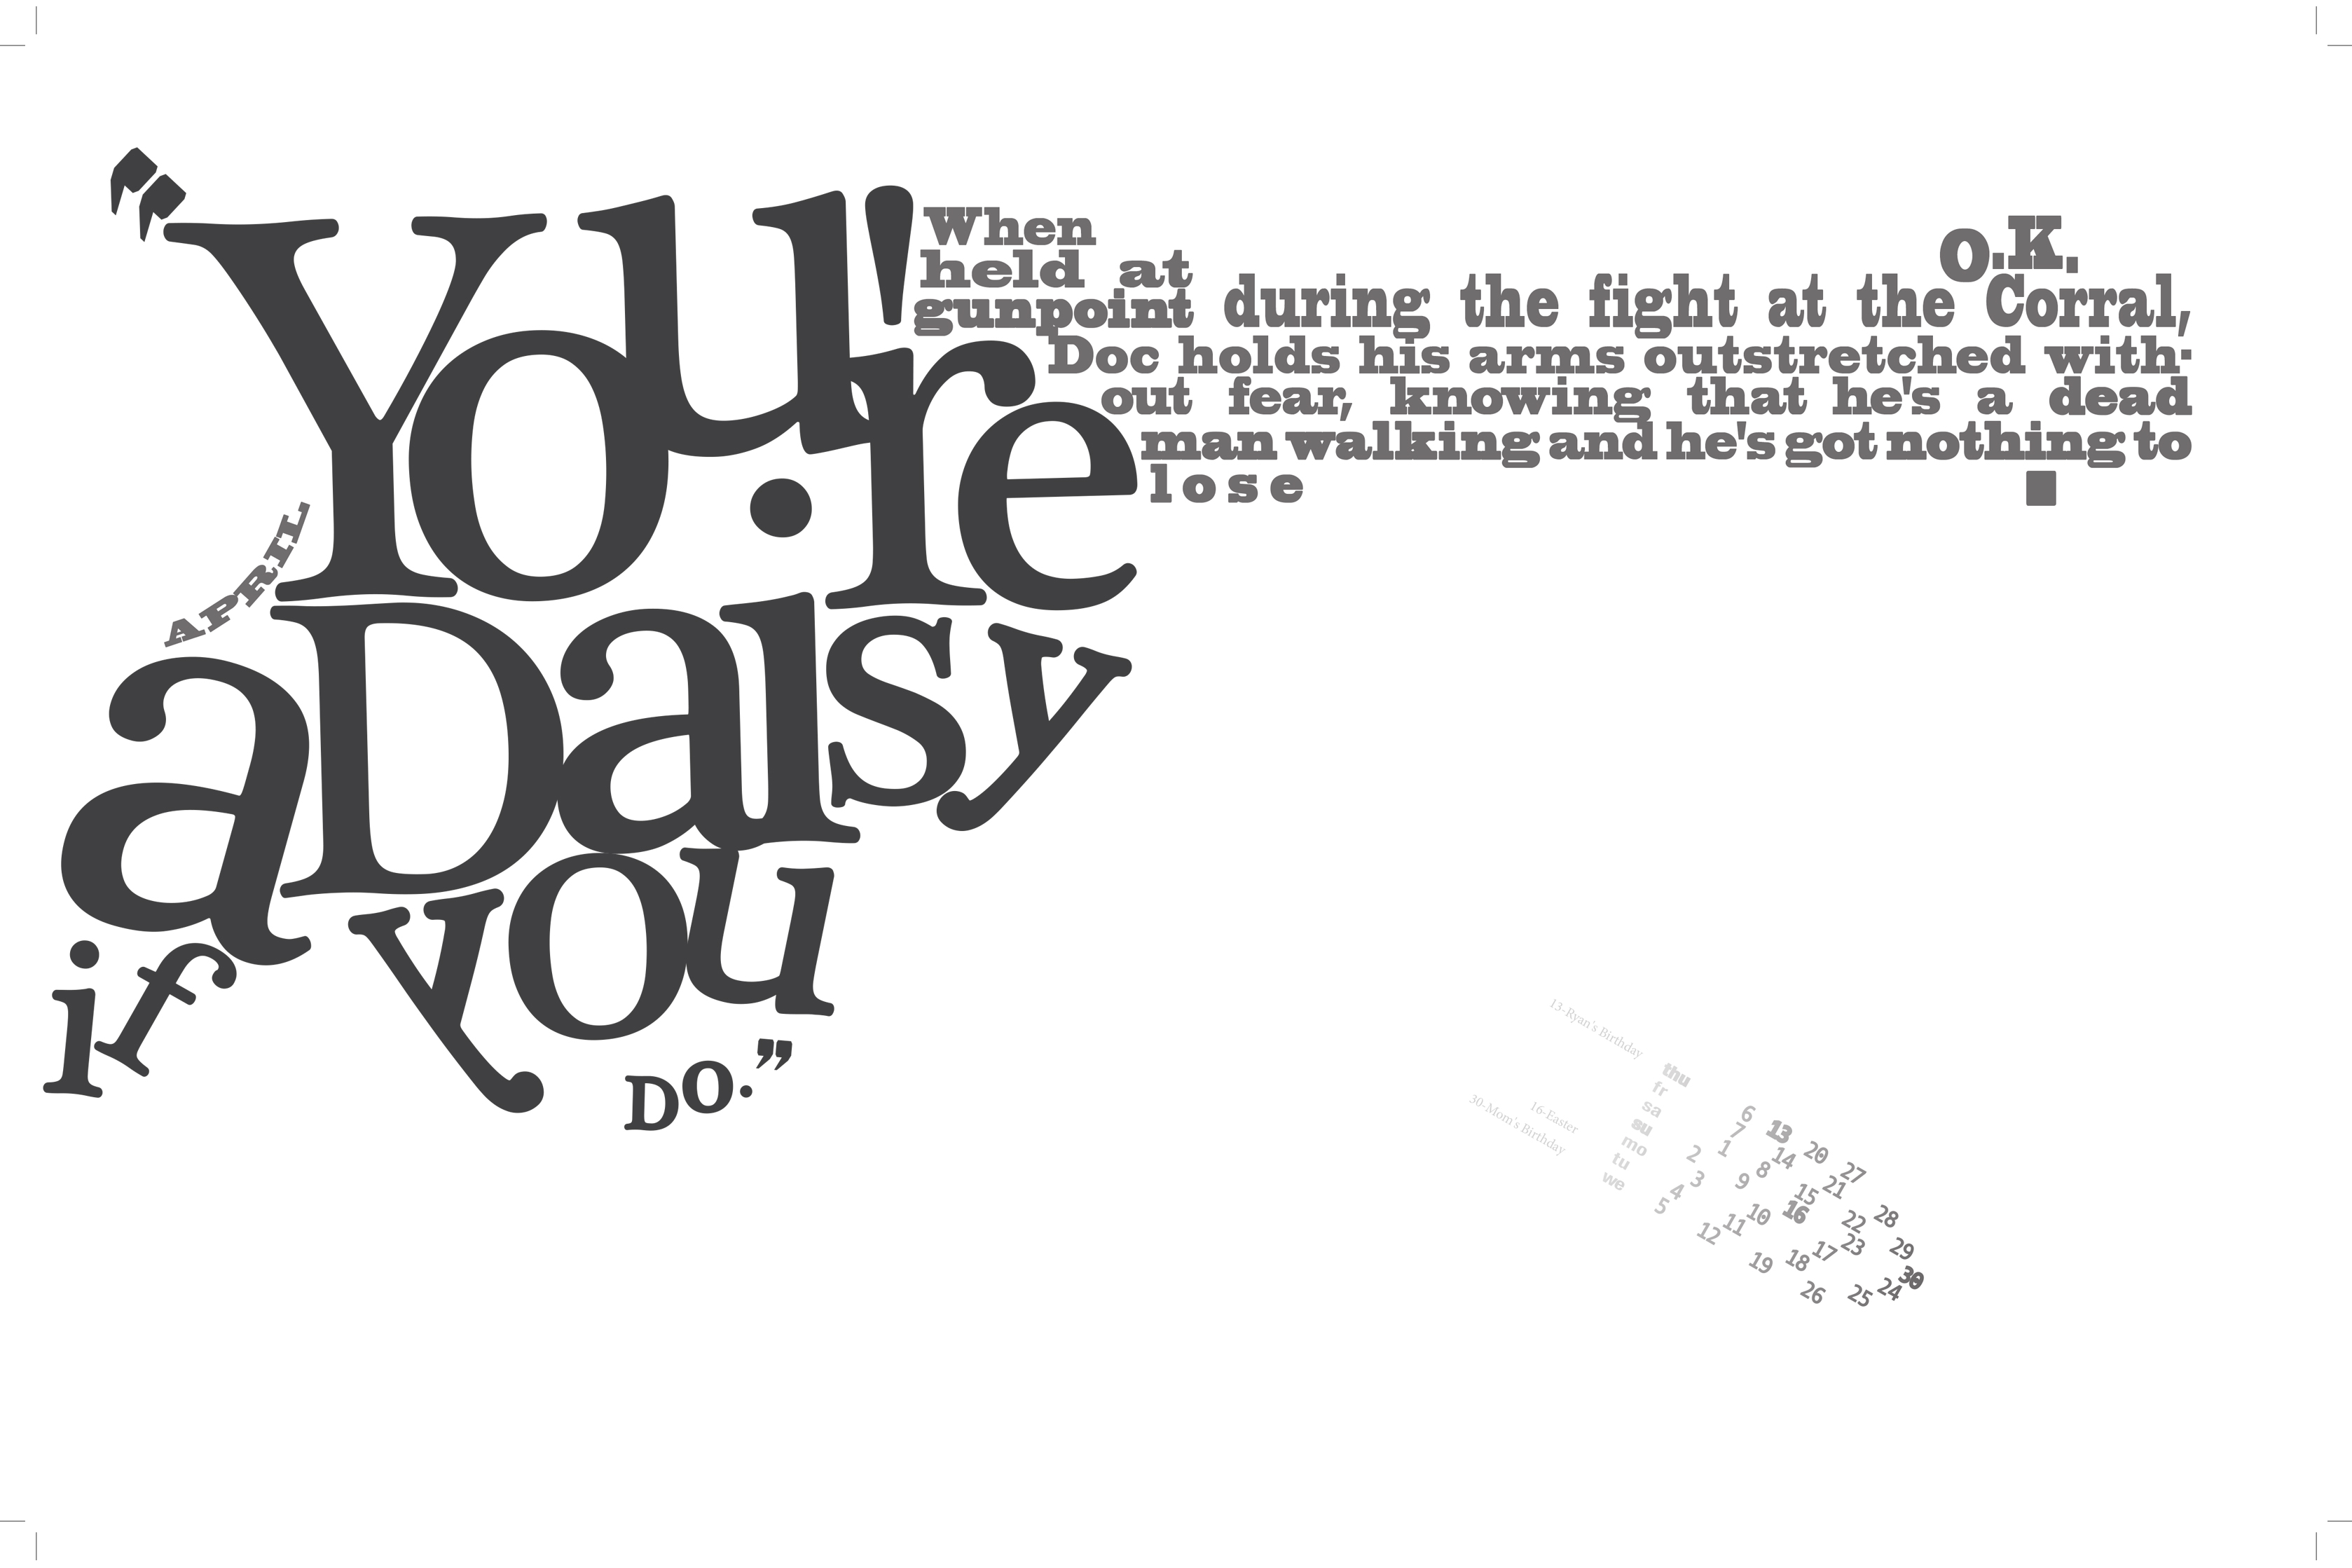 “You're
a Daisy
if you
DO.”
When
held at
gunpoint during the fight at the O.K. Corral,
Doc holds his arms outstretched with-
out fear, knowing that he's a dead
man walking and he's got nothing to
lose
APRIL
13-Ryan's Birthday
16-Easter
30-Mom's Birthday
thu 6 13 20 27
fr 7 14 21 28
sa 1 8 15 22 29
su 2 9 16 23 30
mo 3 10 17 24
tu 4 11 18 25
we 5 12 19 26